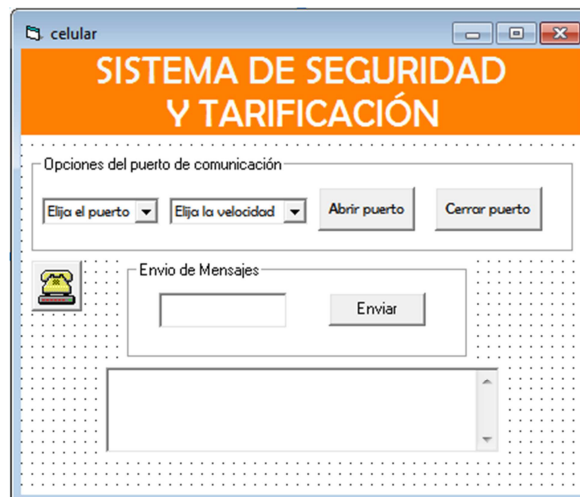 celular
SISTEMA DE SEGURIDAD
Y TARIFICACIÓN
Opciones del puerto de comunicación
Elija el puerto Elija la velocidad Abrir puerto Cerrar puerto
Envio de Mensajes
Enviar